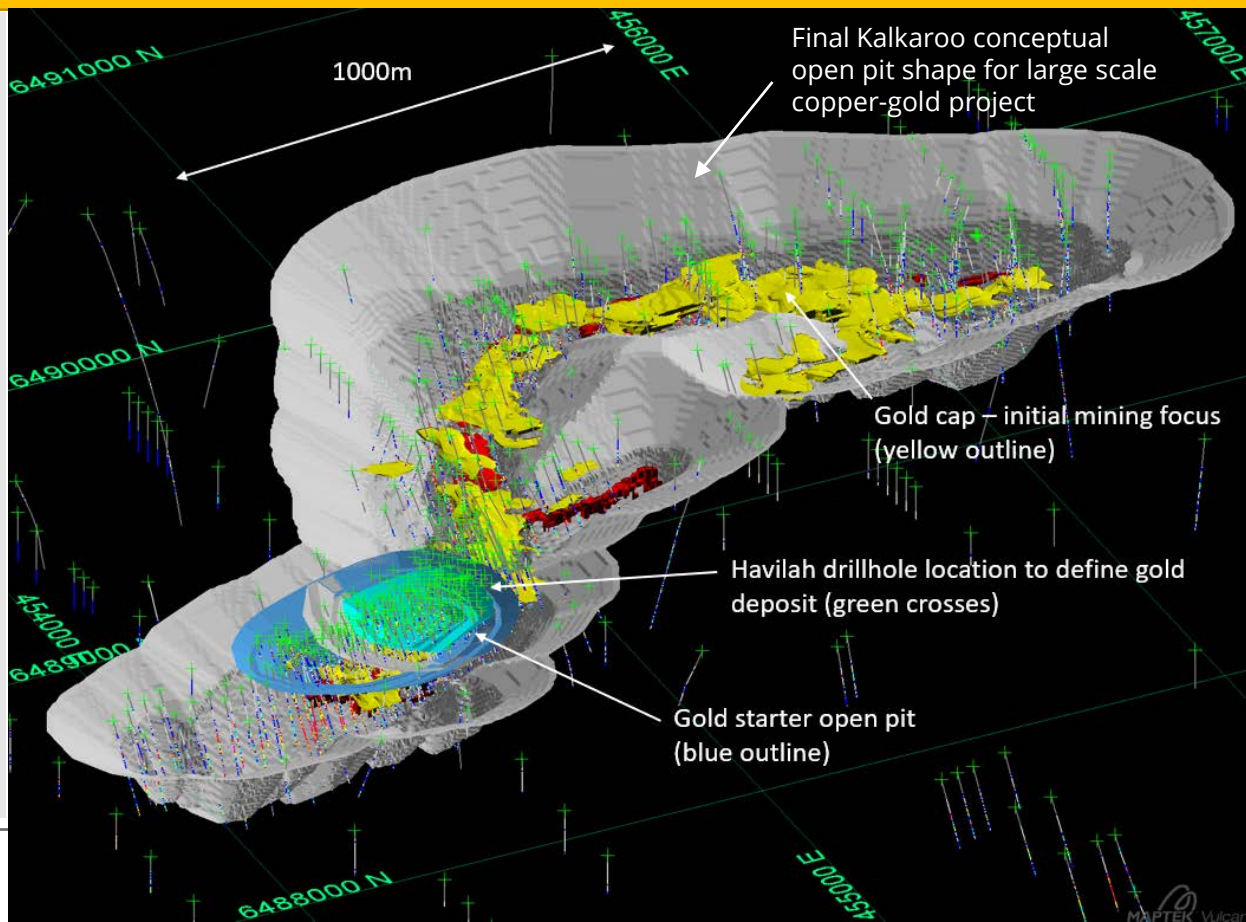 6491000 N
1000m
456000 E
457000 E
Final Kalkaroo conceptual
open pit shape for large scale
copper-gold project
6490000 N
Gold cap – initial mining focus
(yellow outline)
Havilah drillhole location to define gold
deposit (green crosses)
454000
6489000
Gold starter open pit
(blue outline)
6488000 N
455000 E
MAPTEK Vulcan